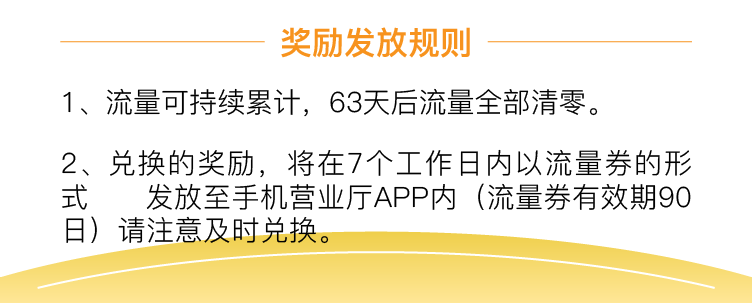 奖励发放规则
1、流量可持续累计，63天后流量全部清零。
2、兑换的奖励，将在7个工作日内以流量券的形
式　　发放至手机营业厅APP内（流量券有效期90
日）请注意及时兑换。